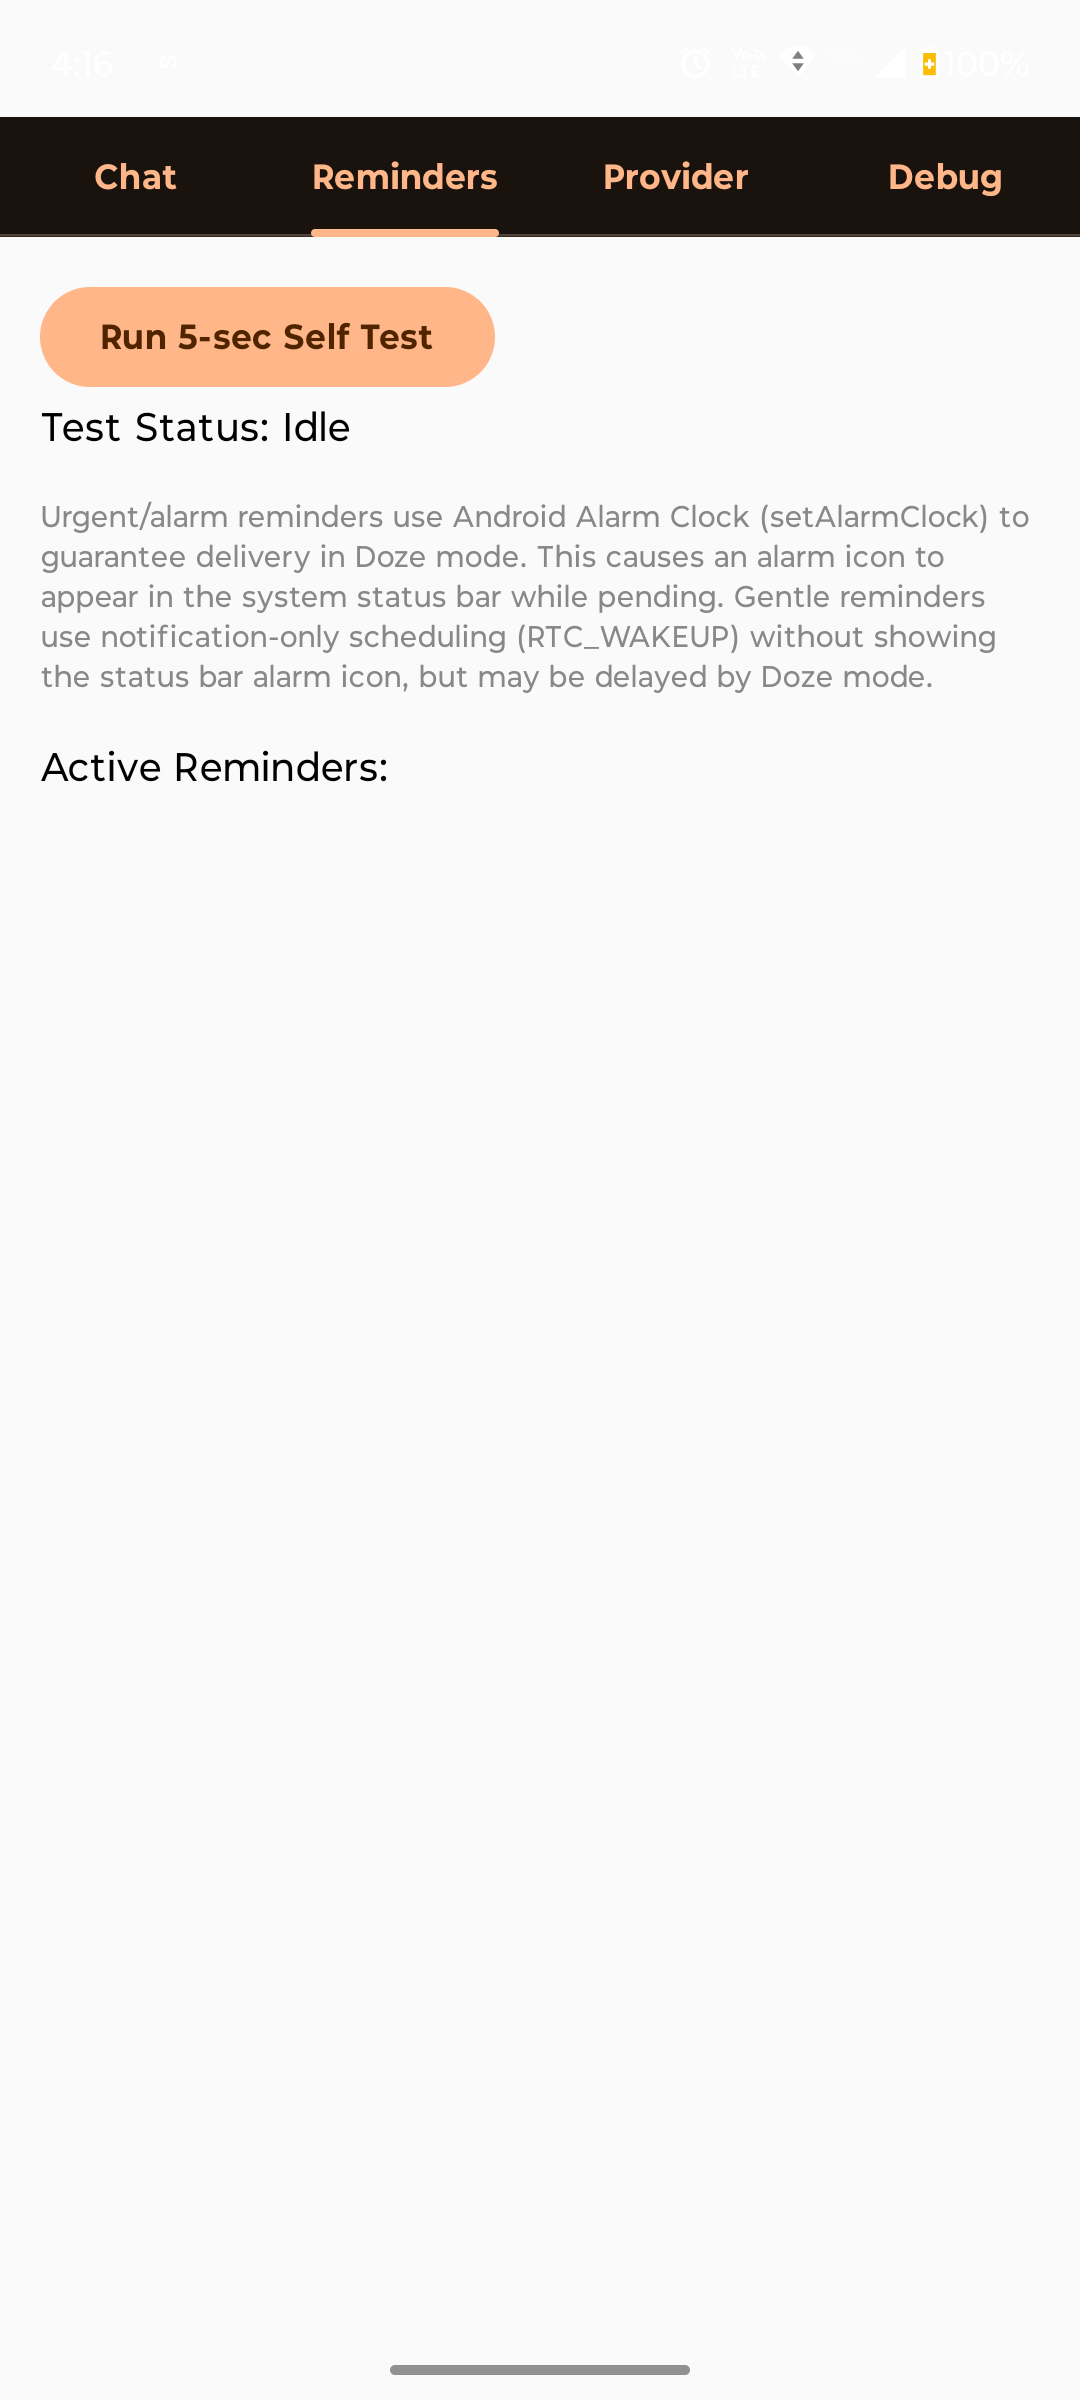 4:16
VoLTE 100%
Chat Reminders Provider Debug
Run 5-sec Self Test
Test Status: Idle
Urgent/alarm reminders use Android Alarm Clock (setAlarmClock) to
guarantee delivery in Doze mode. This causes an alarm icon to
appear in the system status bar while pending. Gentle reminders
use notification-only scheduling (RTC_WAKEUP) without showing
the status bar alarm icon, but may be delayed by Doze mode.
Active Reminders: